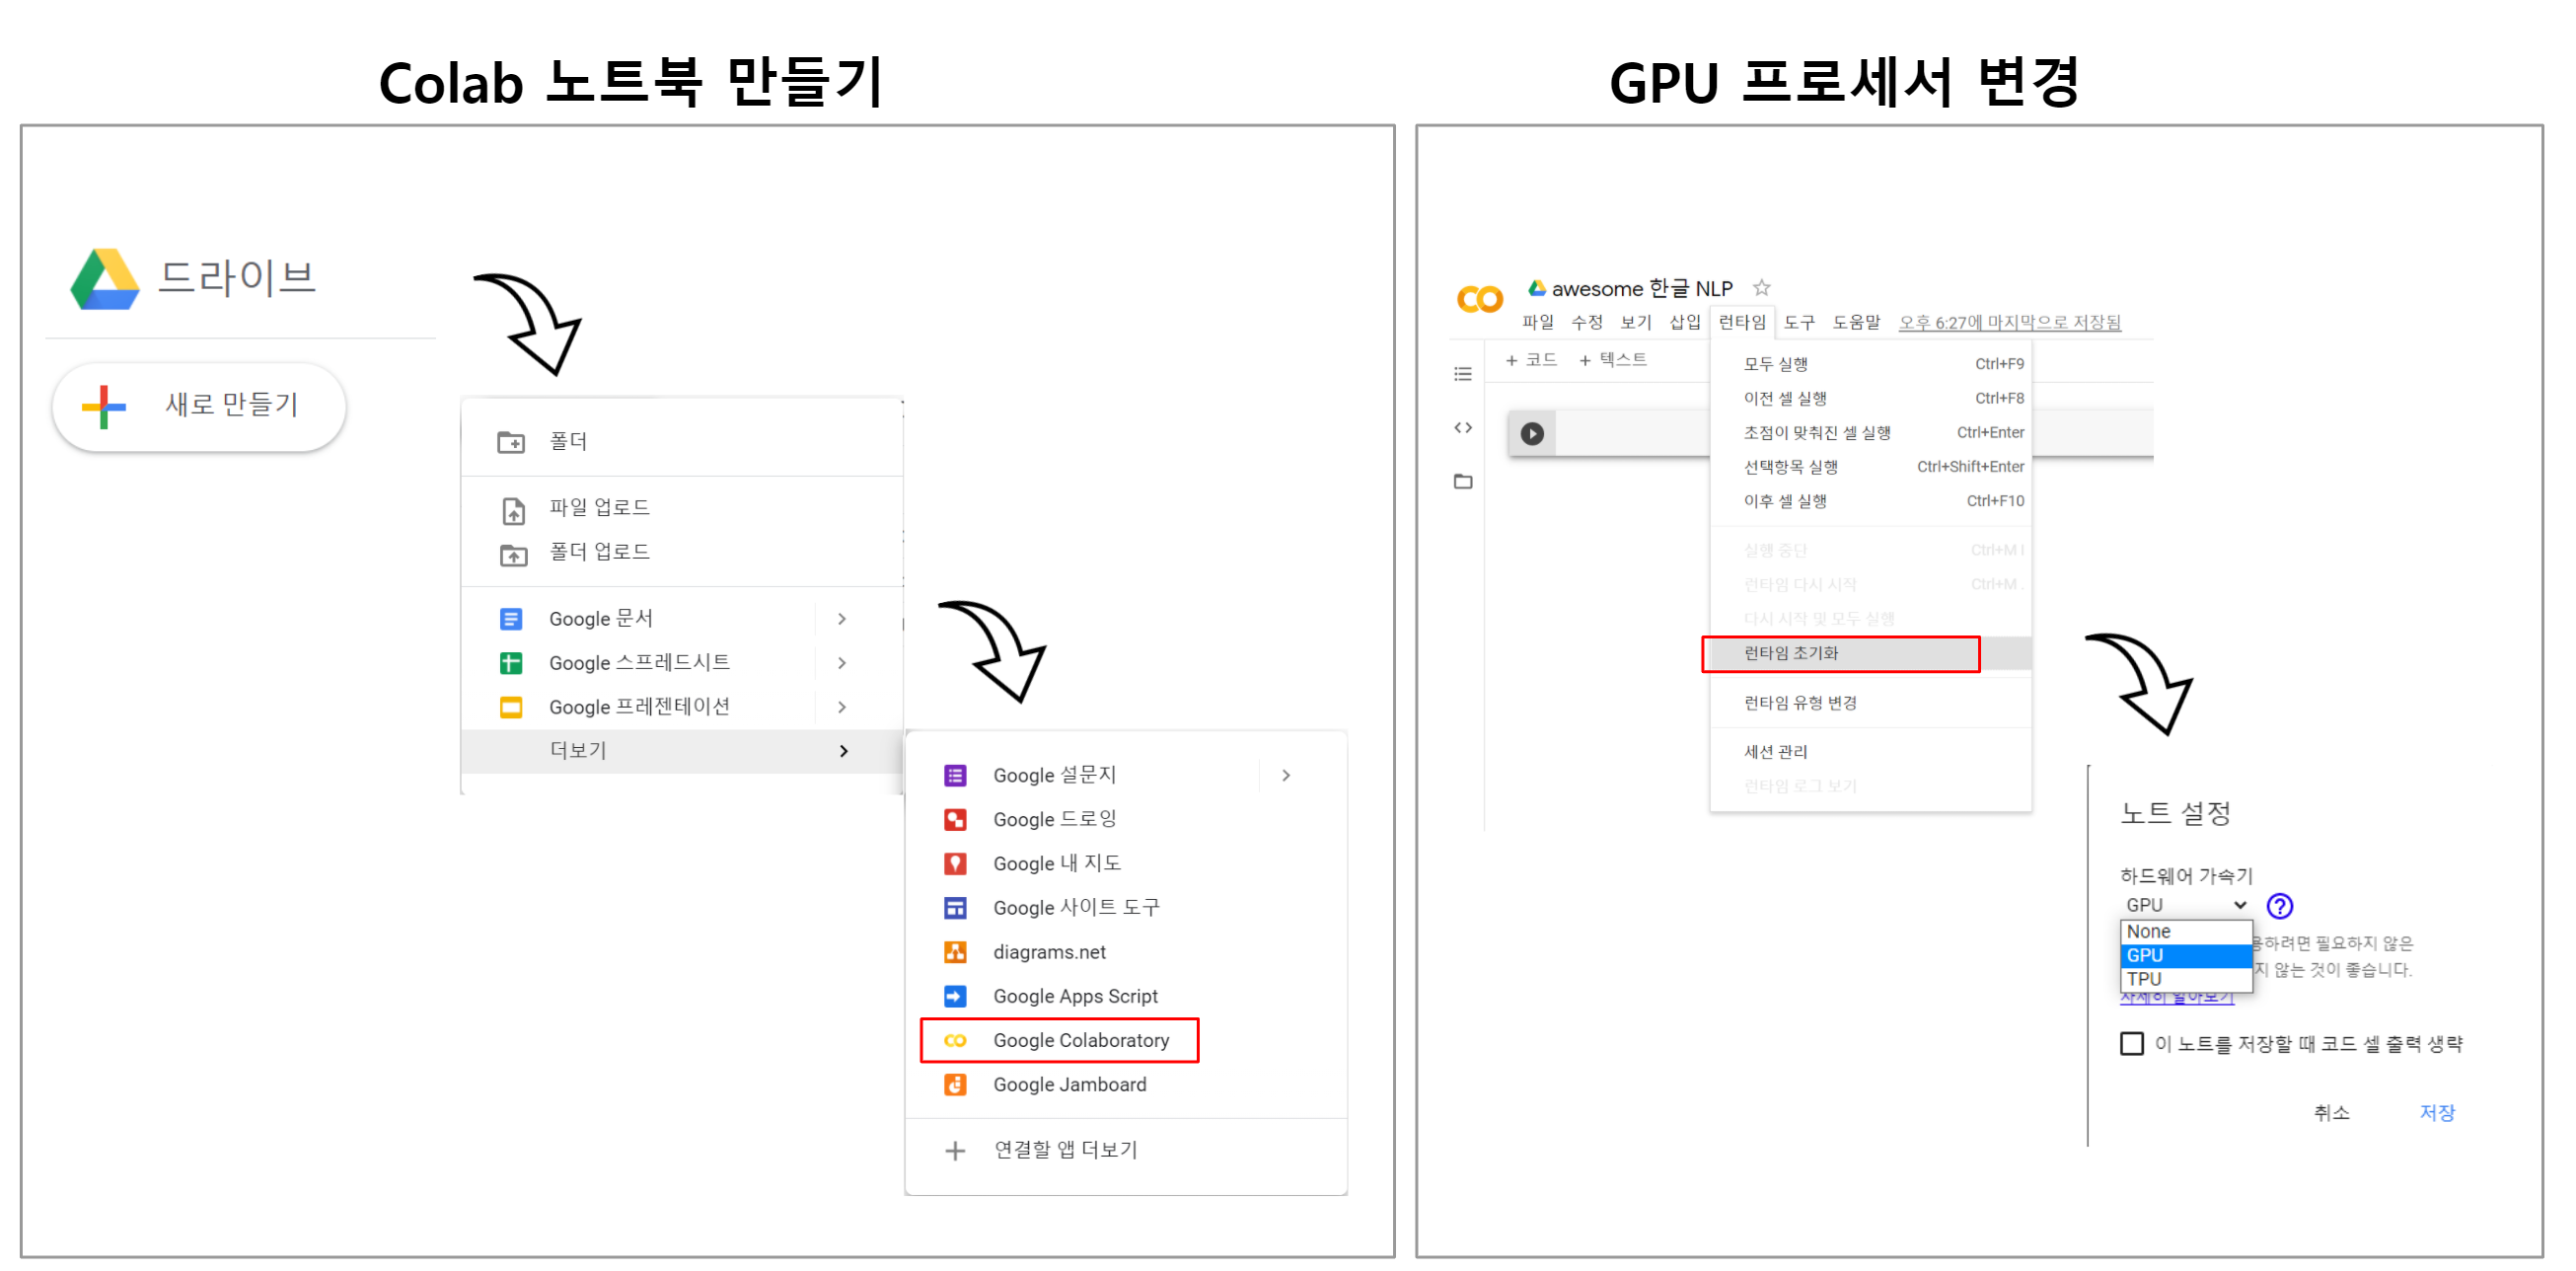 Colab 노트북 만들기
드라이브
새로 만들기
폴더
파일 업로드
폴더 업로드
Google 문서
Google 스프레드시트
Google 프레젠테이션
더보기
Google 설문지
Google 드로잉
Google 내 지도
Google 사이트 도구
diagrams.net
Google Apps Script
Google Colaboratory
Google Jamboard
연결할 앱 더보기
GPU 프로세서 변경
awesome 한글 NLP
파일 수정 보기 삽입 런타임 도구 도움말 오후 6:27에 마지막으로 저장됨
+ 코드 + 텍스트
모두 실행 Ctrl+F9
이전 셀 실행 Ctrl+F8
초점이 맞춰진 셀 실행 Ctrl+Enter
선택항목 실행 Ctrl+Shift+Enter
이후 셀 실행 Ctrl+F10
실행 중단 Ctrl+M I
런타임 다시 시작 Ctrl+M .
다시 시작 및 모두 실행
런타임 초기화
런타임 유형 변경
세션 관리
런타임 로그 보기
노트 설정
하드웨어 가속기
GPU
None
GPU
TPU
용하려면 필요하지 않은
지 않는 것이 좋습니다.
자세히 알아보기
이 노트를 저장할 때 코드 셀 출력 생략
취소 저장